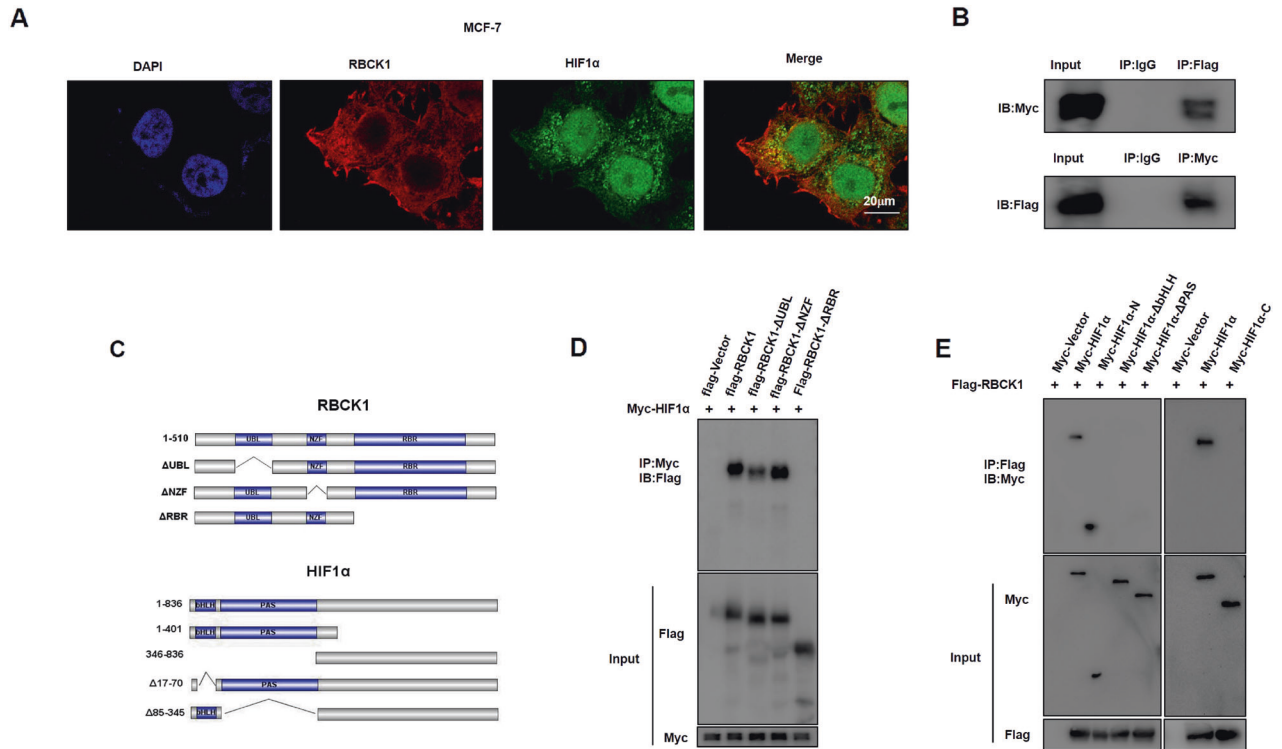 A
MCF-7
DAPI
RBCK1
HIF1α
Merge
20μm
B
Input
IP:IgG
IP:Flag
IB:Myc
Input
IP:IgG
IP:Myc
IB:Flag
C
RBCK1
1-510
UBL
NZF
RBR
ΔUBL
NZF
RBR
ΔNZF
UBL
RBR
ΔRBR
UBL
NZF
HIF1α
1-836
bHLH
PAS
1-401
bHLH
PAS
346-836
Δ17-70
PAS
Δ85-345
bHLH
D
flag-Vector
flag-RBCK1
flag-RBCK1-ΔUBL
flag-RBCK1-ΔNZF
Flag-RBCK1-ΔRBR
Myc-HIF1α
+ + + + +
IP:Myc
IB:Flag
Flag
Input
Myc
E
Myc-Vector
Myc-HIF1α
Myc-HIF1α-N
Myc-HIF1α-ΔbHLH
Myc-HIF1α-ΔPAS
Myc-Vector
Myc-HIF1α
Myc-HIF1α-C
Flag-RBCK1
+ + + + + + + +
IP:Flag
IB:Myc
Myc
Input
Flag